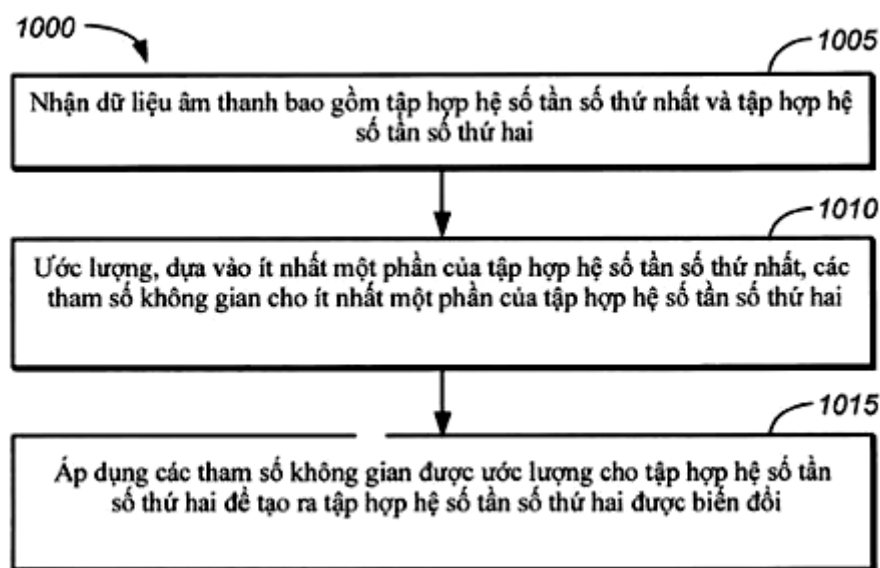 1000
1005
Nhận dữ liệu âm thanh bao gồm tập hợp hệ số tần số thứ nhất và tập hợp hệ
số tần số thứ hai
1010
Ước lượng, dựa vào ít nhất một phần của tập hợp hệ số tần số thứ nhất, các
tham số không gian cho ít nhất một phần của tập hợp hệ số tần số thứ hai
1015
Áp dụng các tham số không gian được ước lượng cho tập hợp hệ số tần
số thứ hai để tạo ra tập hợp hệ số tần số thứ hai được biến đổi